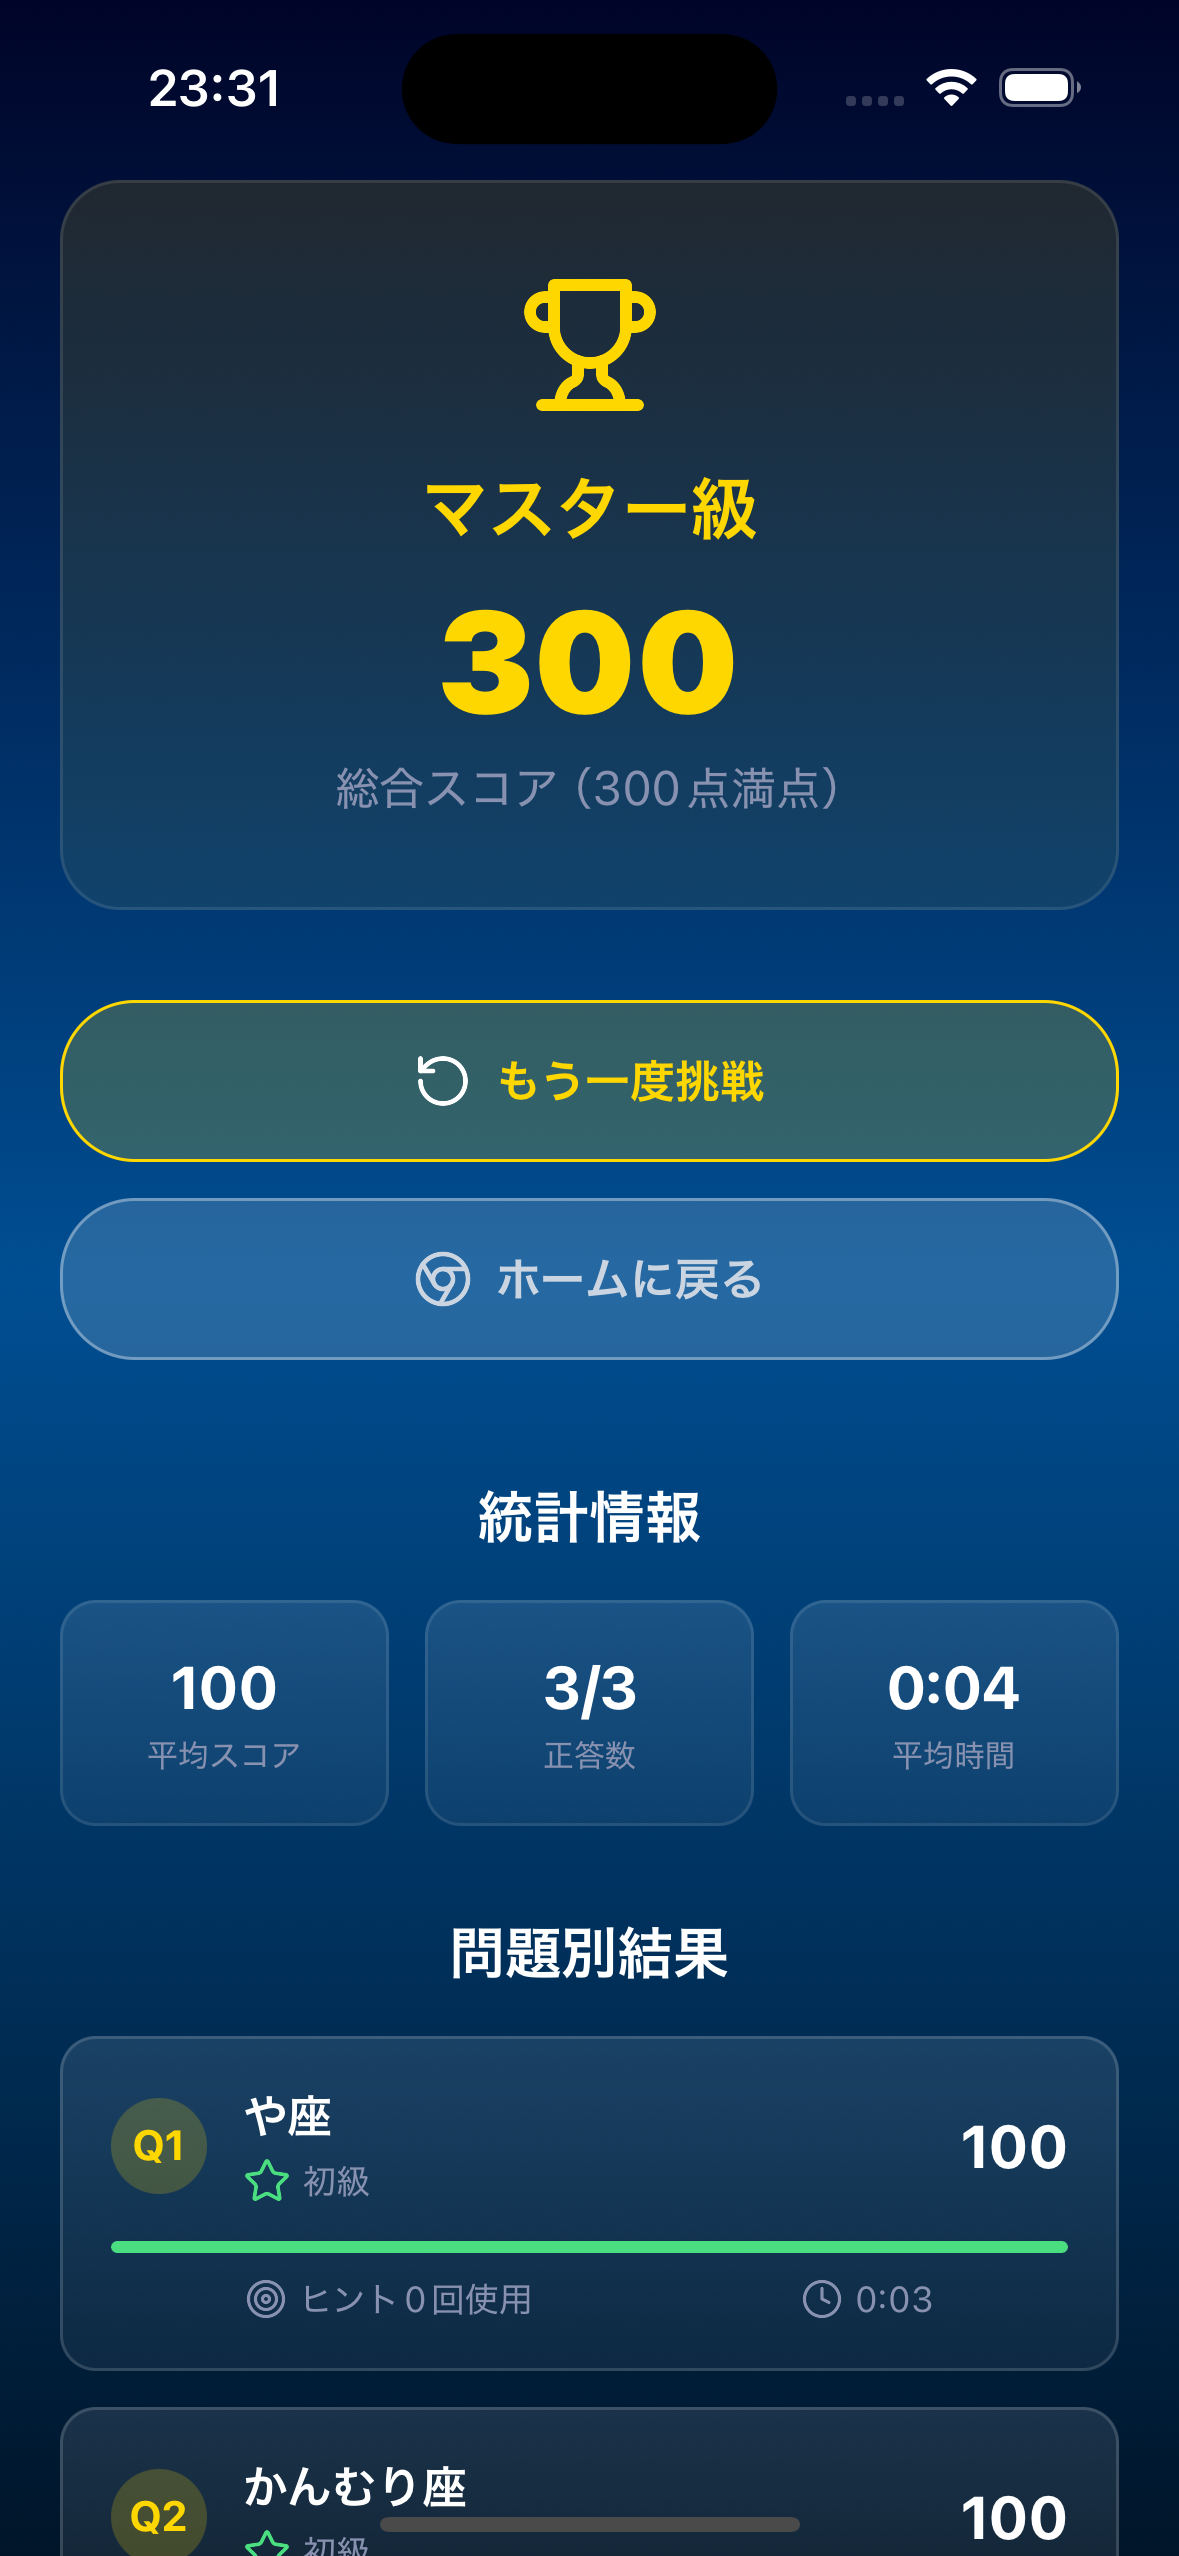 23:31
マスター級
300
総合スコア（300点満点）
もう一度挑戦
ホームに戻る
統計情報
100
平均スコア
3/3
正答数
0:04
平均時間
問題別結果
Q1
や座
初級
100
ヒント0回使用
0:03
Q2
かんむり座
初級
100